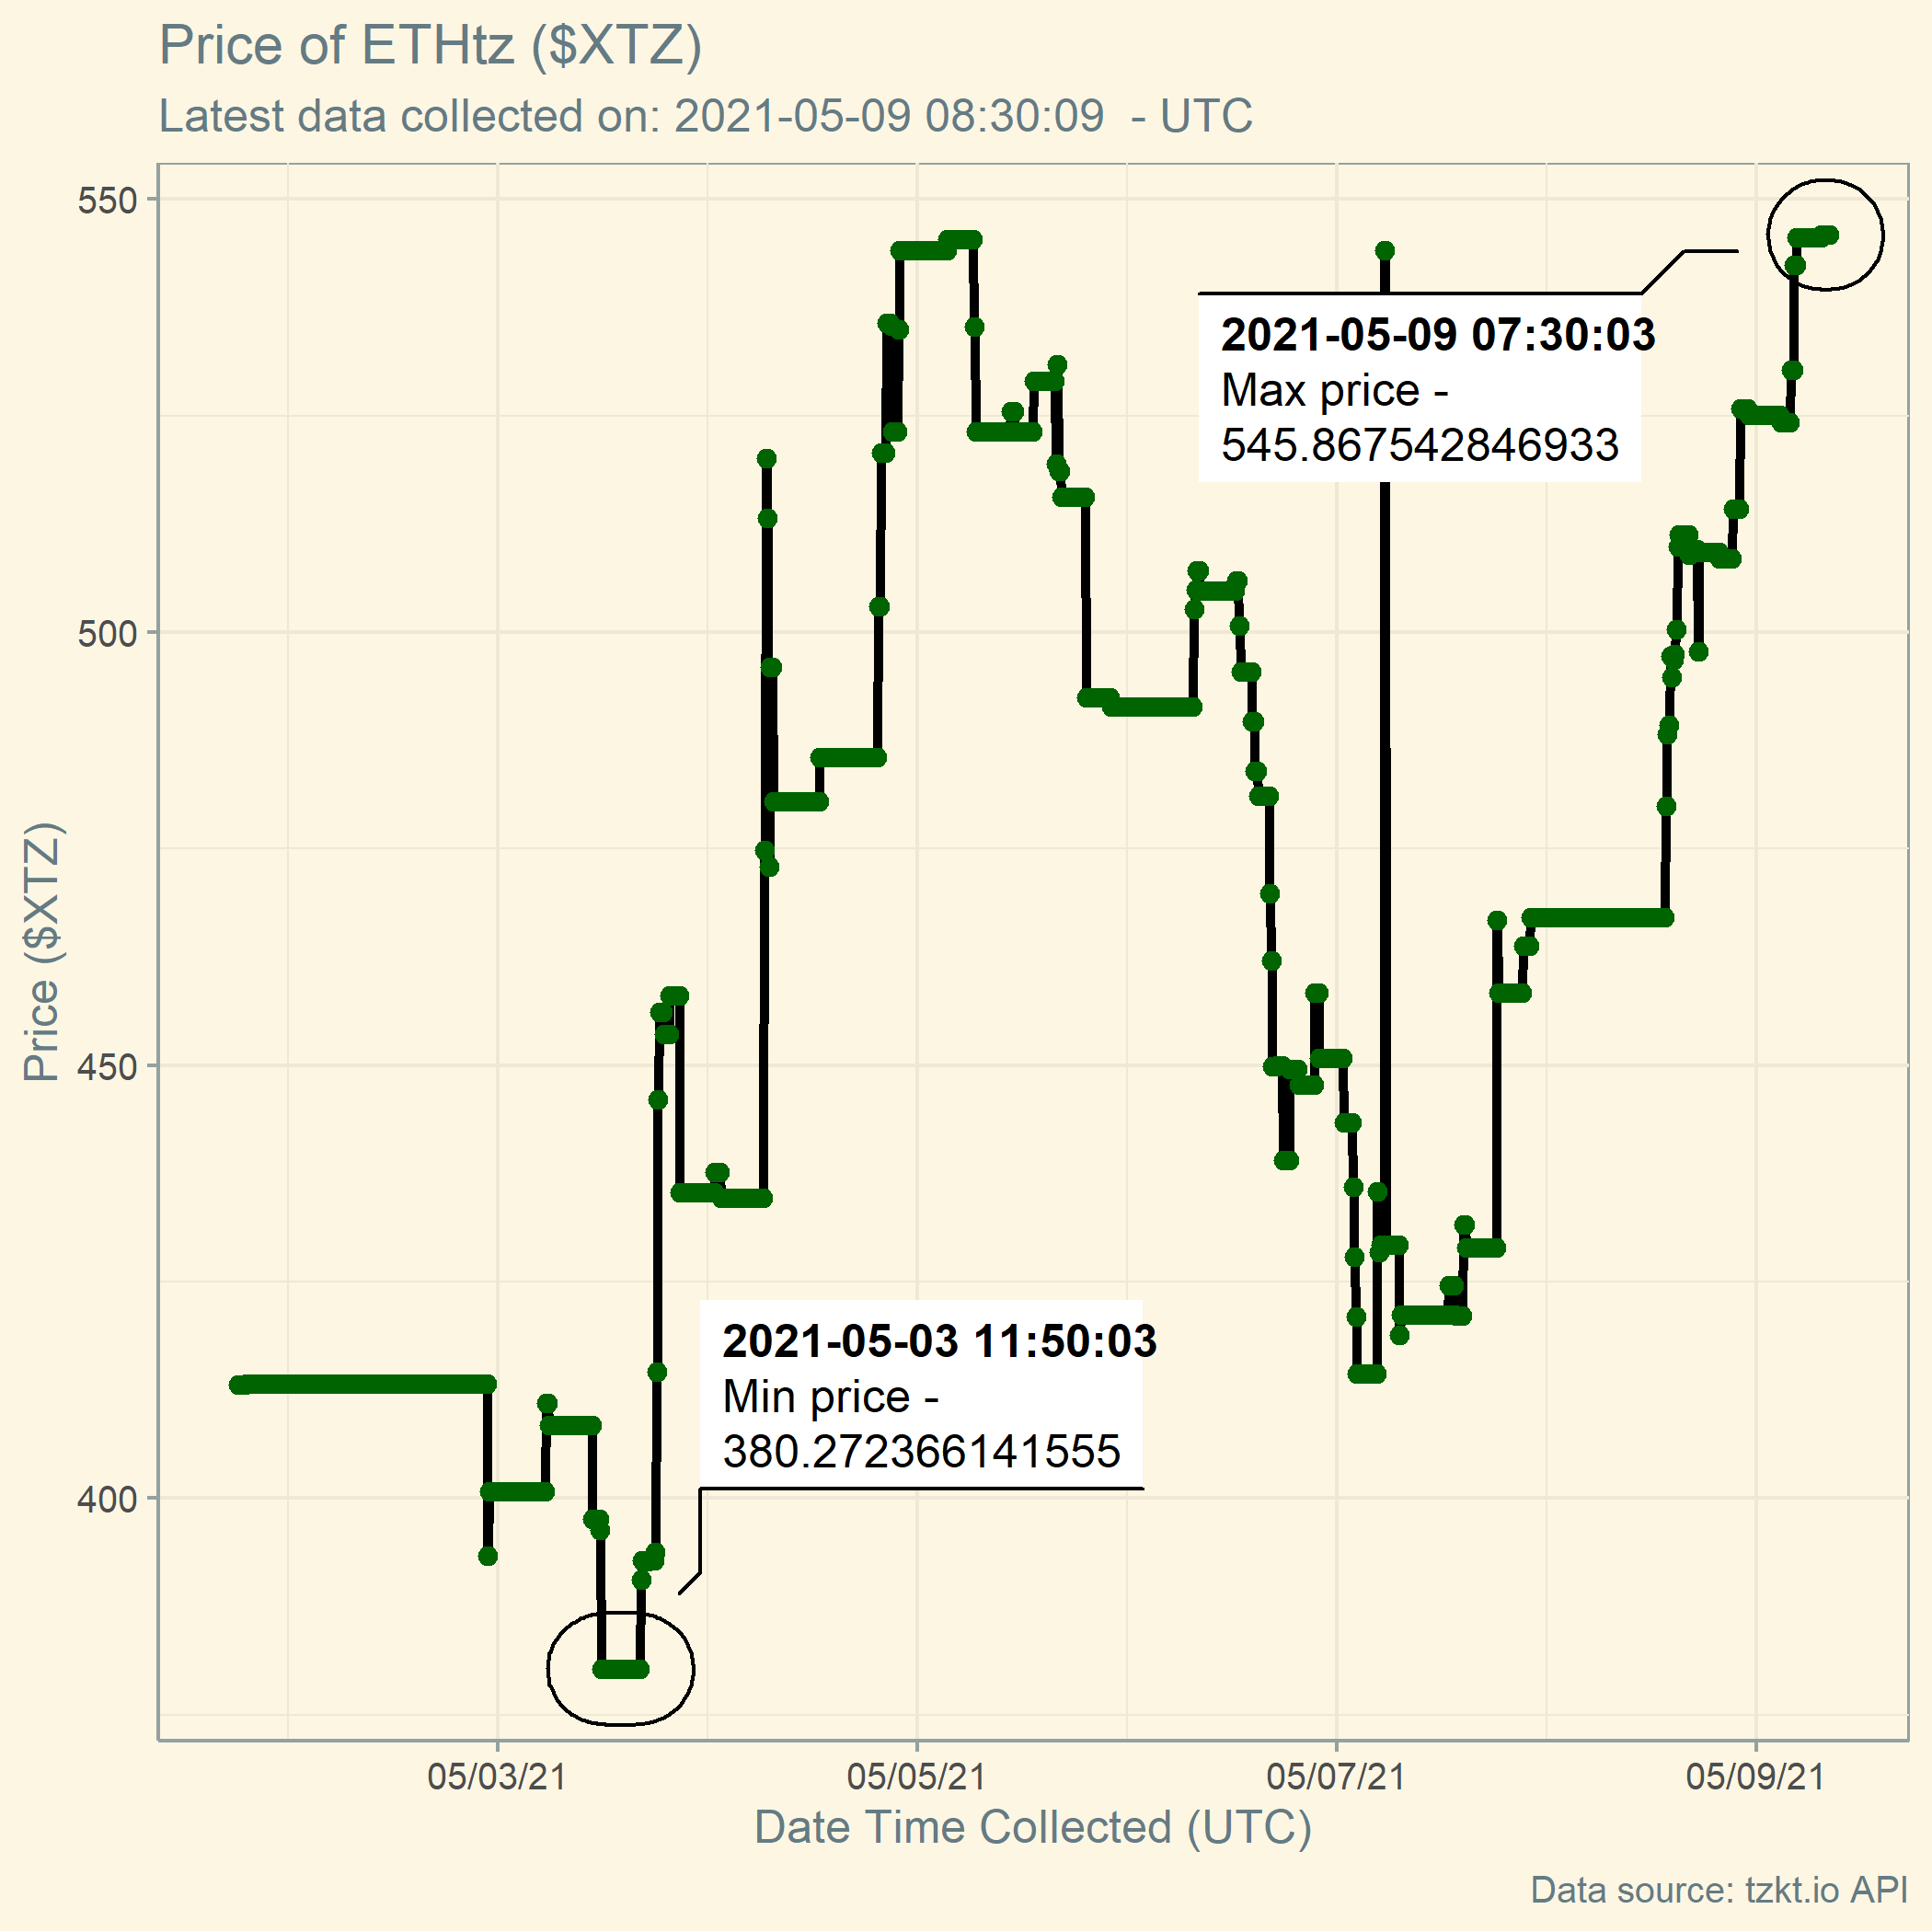 Price of ETHtz ($XTZ)
Latest data collected on: 2021-05-09 08:30:09  - UTC
550
500
450
400
Price ($XTZ)
2021-05-09 07:30:03
Max price -
545.867542846933
2021-05-03 11:50:03
Min price -
380.272366141555
05/03/21
05/05/21
05/07/21
05/09/21
Date Time Collected (UTC)
Data source: tzkt.io API